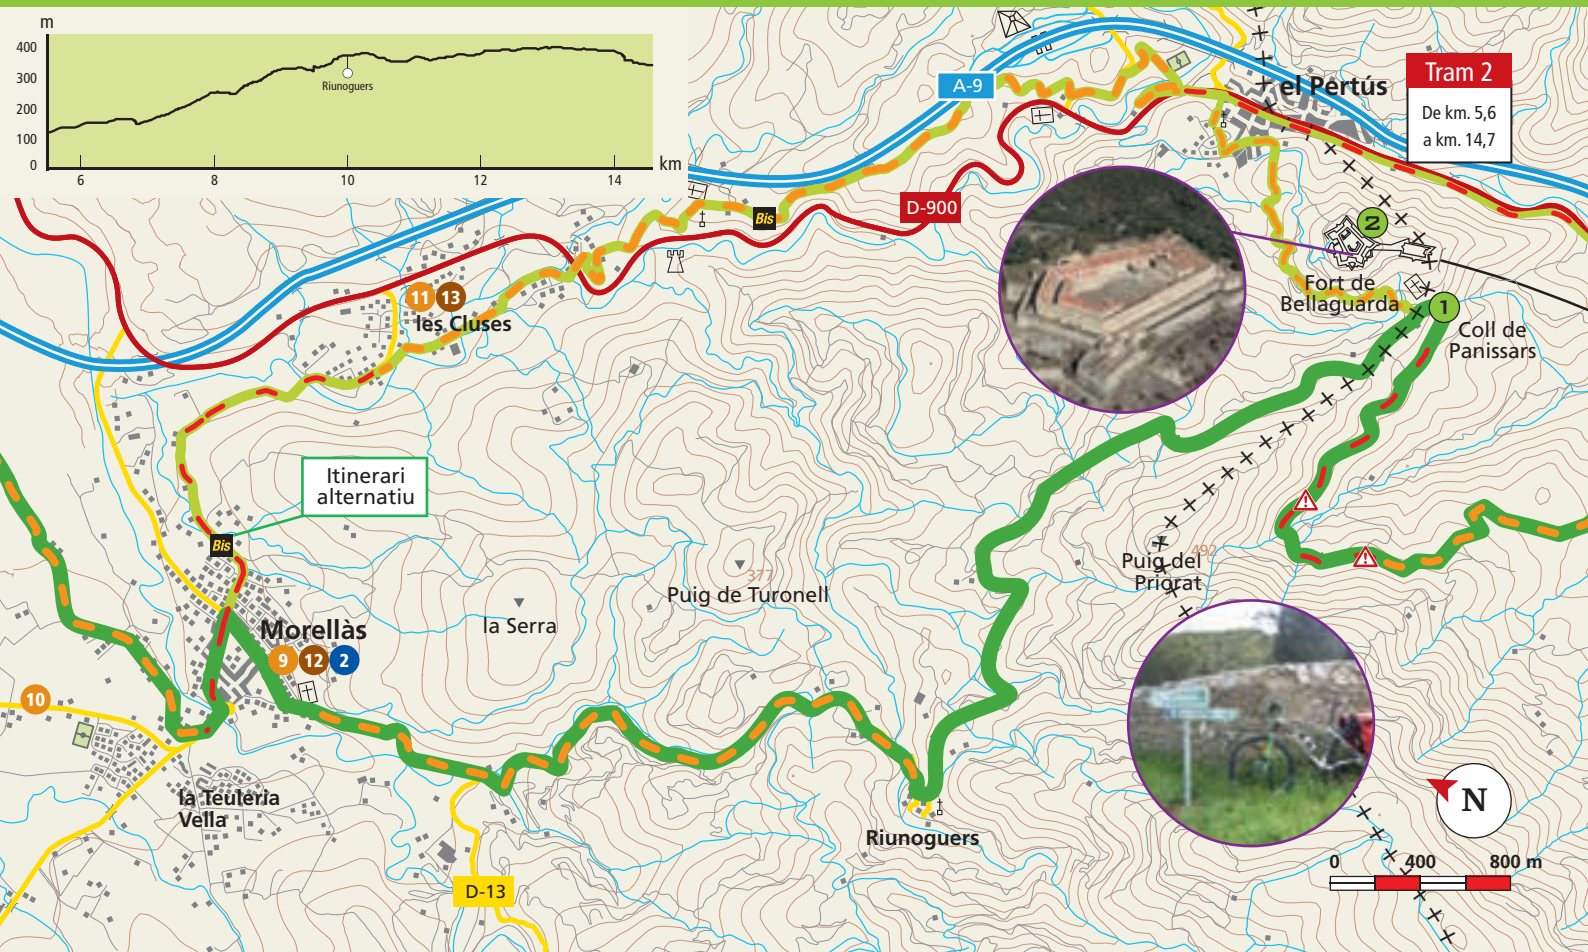 m
400
300
200
100
0
Riunoguers
6
8
10
12
14
km
A-9
el Pertús
Tram 2
De km. 5,6
a km. 14,7
D-900
Bis
2
11
13
les Cluses
Fort de
Bellaguarda
1
Coll de
Panissars
Itinerari
alternatiu
Bis
Puig del
Priorat
492
377
Puig de Turonell
la Serra
Morellàs
9
12
2
10
la Teuleria
Vella
Riunoguers
D-13
N
0
400
800 m